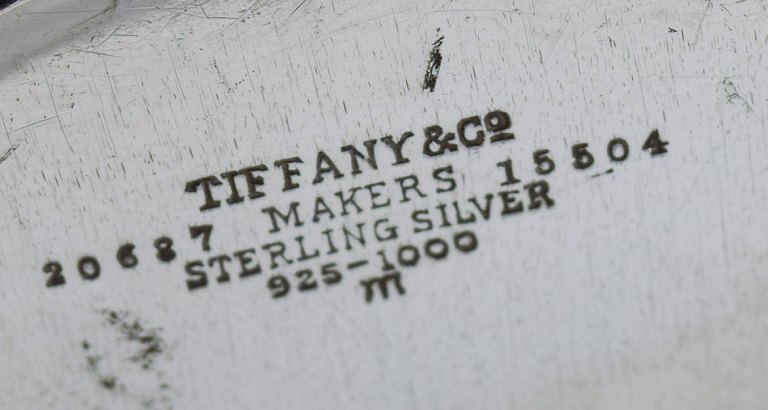 TIFFANY & Cº
20687 MAKERS 15504
STERLING SILVER
925-1000
m